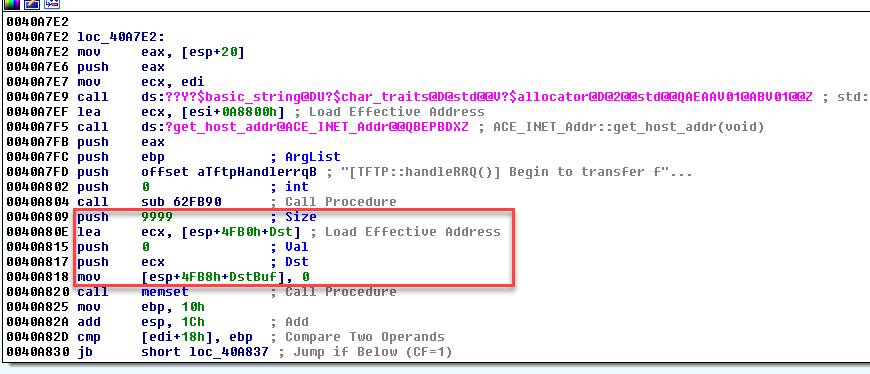 0040A7E2
0040A7E2 loc_40A7E2:
0040A7E2 mov eax, [esp+20]
0040A7E6 push eax
0040A7E7 mov ecx, edi
0040A7E9 call ds:??Y?$basic_string@DU?$char_traits@D@std@@V?$allocator@D@2@@std@@QAEAAV01@ABV01@@Z ; std:
0040A7EF lea ecx, [esi+0A8800h] ; Load Effective Address
0040A7F5 call ds:?get_host_addr@ACE_INET_Addr@@QBEPBDXZ ; ACE_INET_Addr::get_host_addr(void)
0040A7FB push eax
0040A7FC push ebp ; ArgList
0040A7FD push offset aTftpHandlerrqB ; "[TFTP::handleRRQ()] Begin to transfer f"...
0040A802 push 0 ; int
0040A804 call sub_62FB90 ; Call Procedure
0040A809 push 9999 ; Size
0040A80E lea ecx, [esp+4FB0h+Dst] ; Load Effective Address
0040A815 push 0 ; Val
0040A817 push ecx ; Dst
0040A818 mov [esp+4FB8h+DstBuf], 0
0040A820 call memset ; Call Procedure
0040A825 mov ebp, 10h
0040A82A add esp, 1Ch ; Add
0040A82D cmp [edi+18h], ebp ; Compare Two Operands
0040A830 jb short loc_40A837 ; Jump if Below (CF=1)